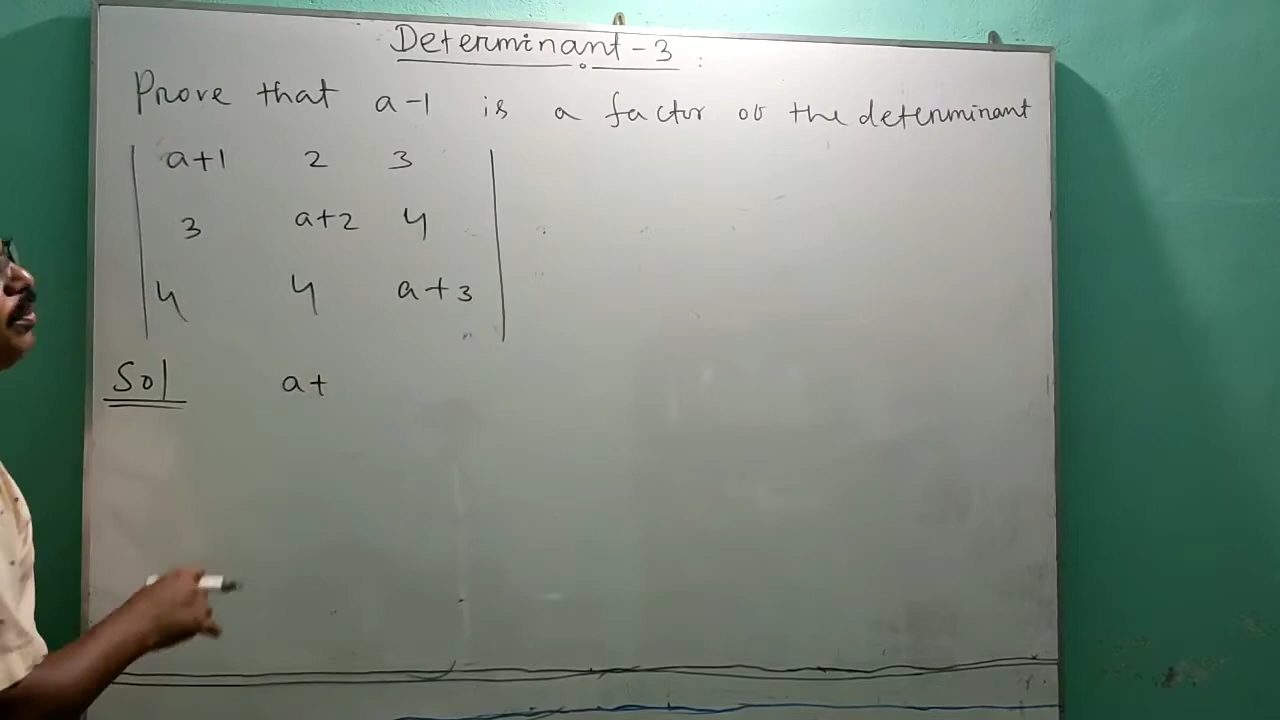 Determinant - 3 :
Prove that a-1 is a factor of the determinant
a+1 2 3
3 a+2 4
4 4 a+3
Sol a+